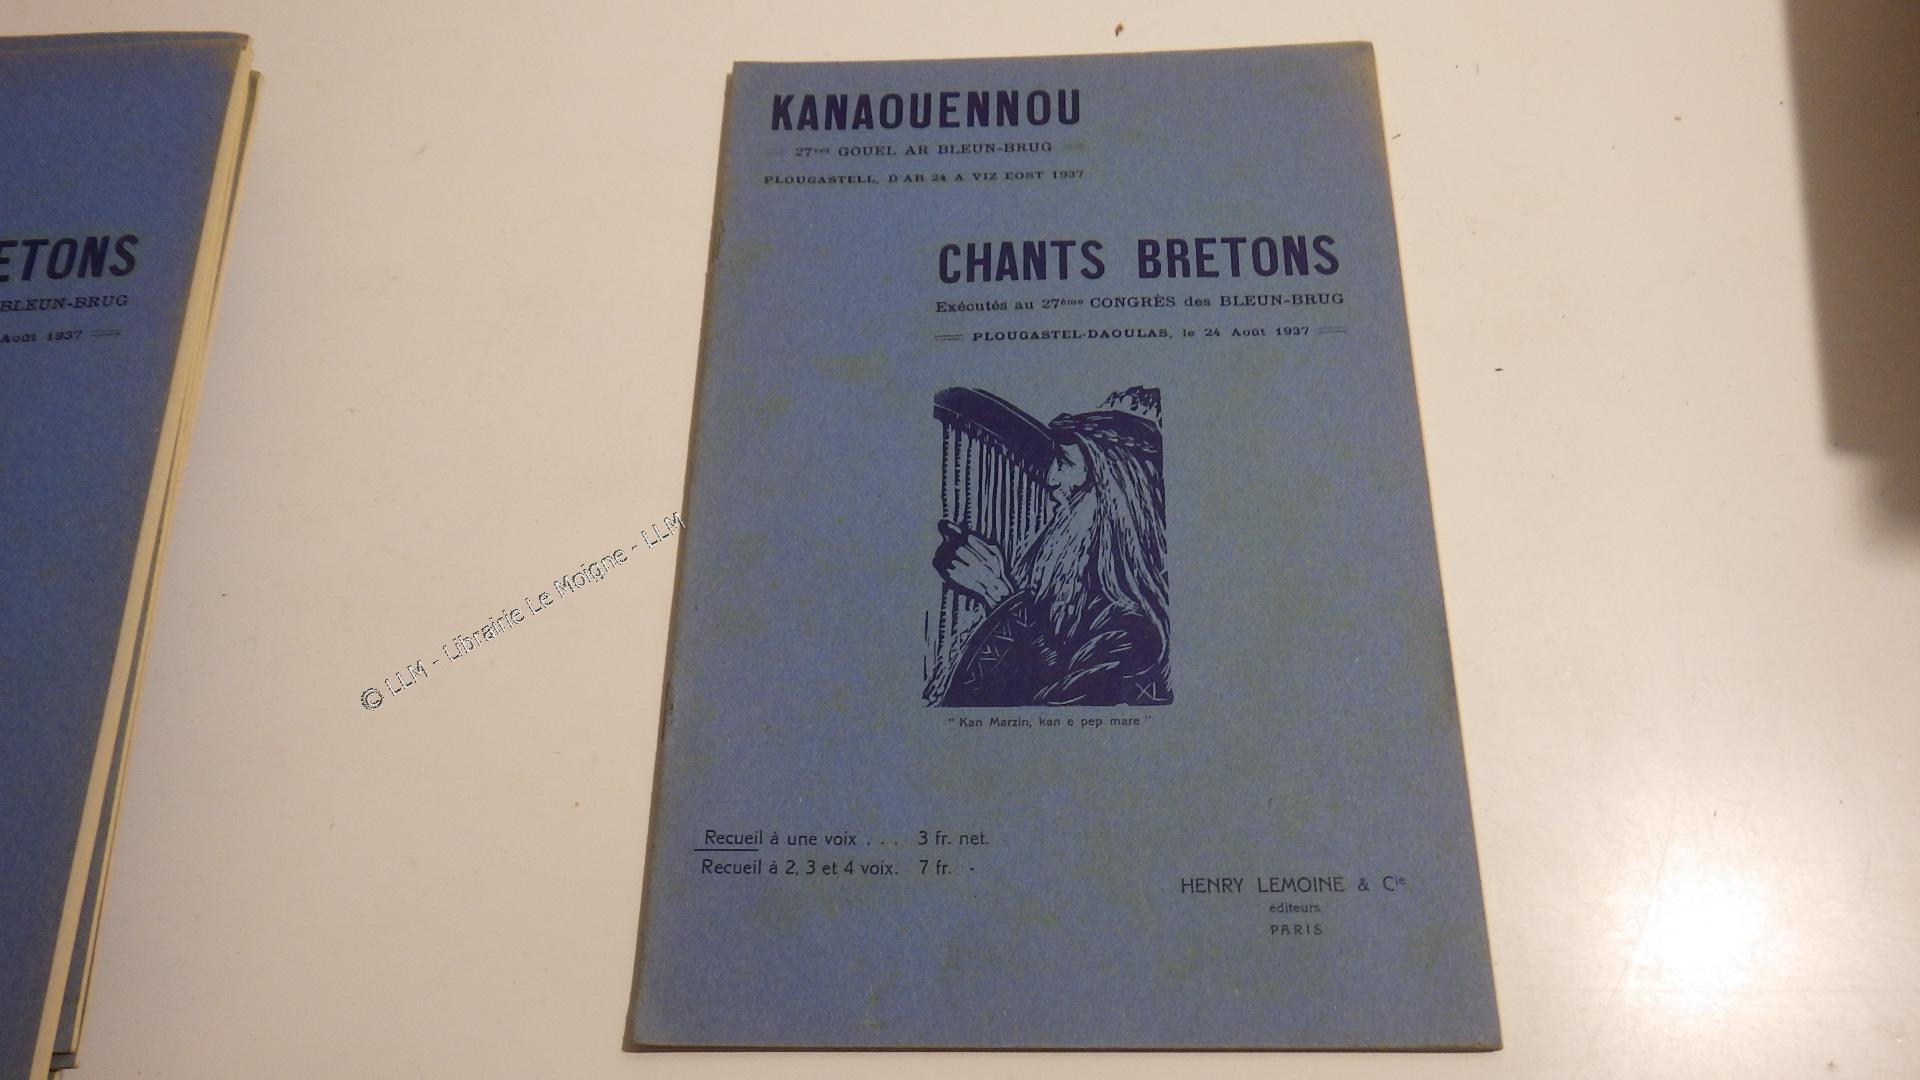 KANAOUENNOU
27vet GOUEL AR BLEUN-BRUG
PLOUGASTELL, D'AR 24 A VIZ EOST 1937
CHANTS BRETONS
Exécutés au 27ème CONGRÈS des BLEUN-BRUG
PLOUGASTEL-DAOULAS, le 24 Août 1937
XL
" Kan Marzin, kan e pep mare "
Recueil à une voix . . . 3 fr. net.
Recueil à 2, 3 et 4 voix. 7 fr. -
HENRY LEMOINE & Cie
éditeurs
PARIS
ETONS
BLEUN-BRUG
Août 1937
© LLM - Librairie Le Moigne - LLM